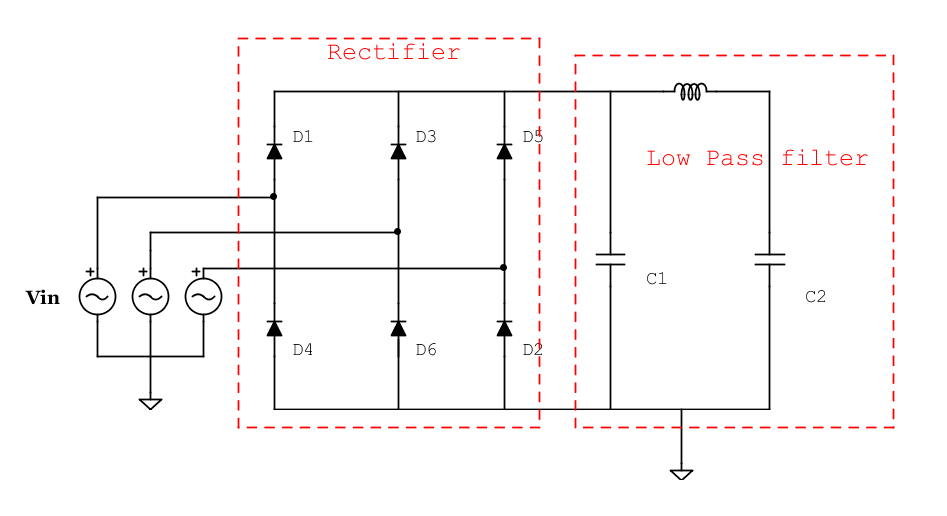 Rectifier
D1
D3
D5
Low Pass filter
+
+
+
Vin
C1
C2
D4
D6
D2